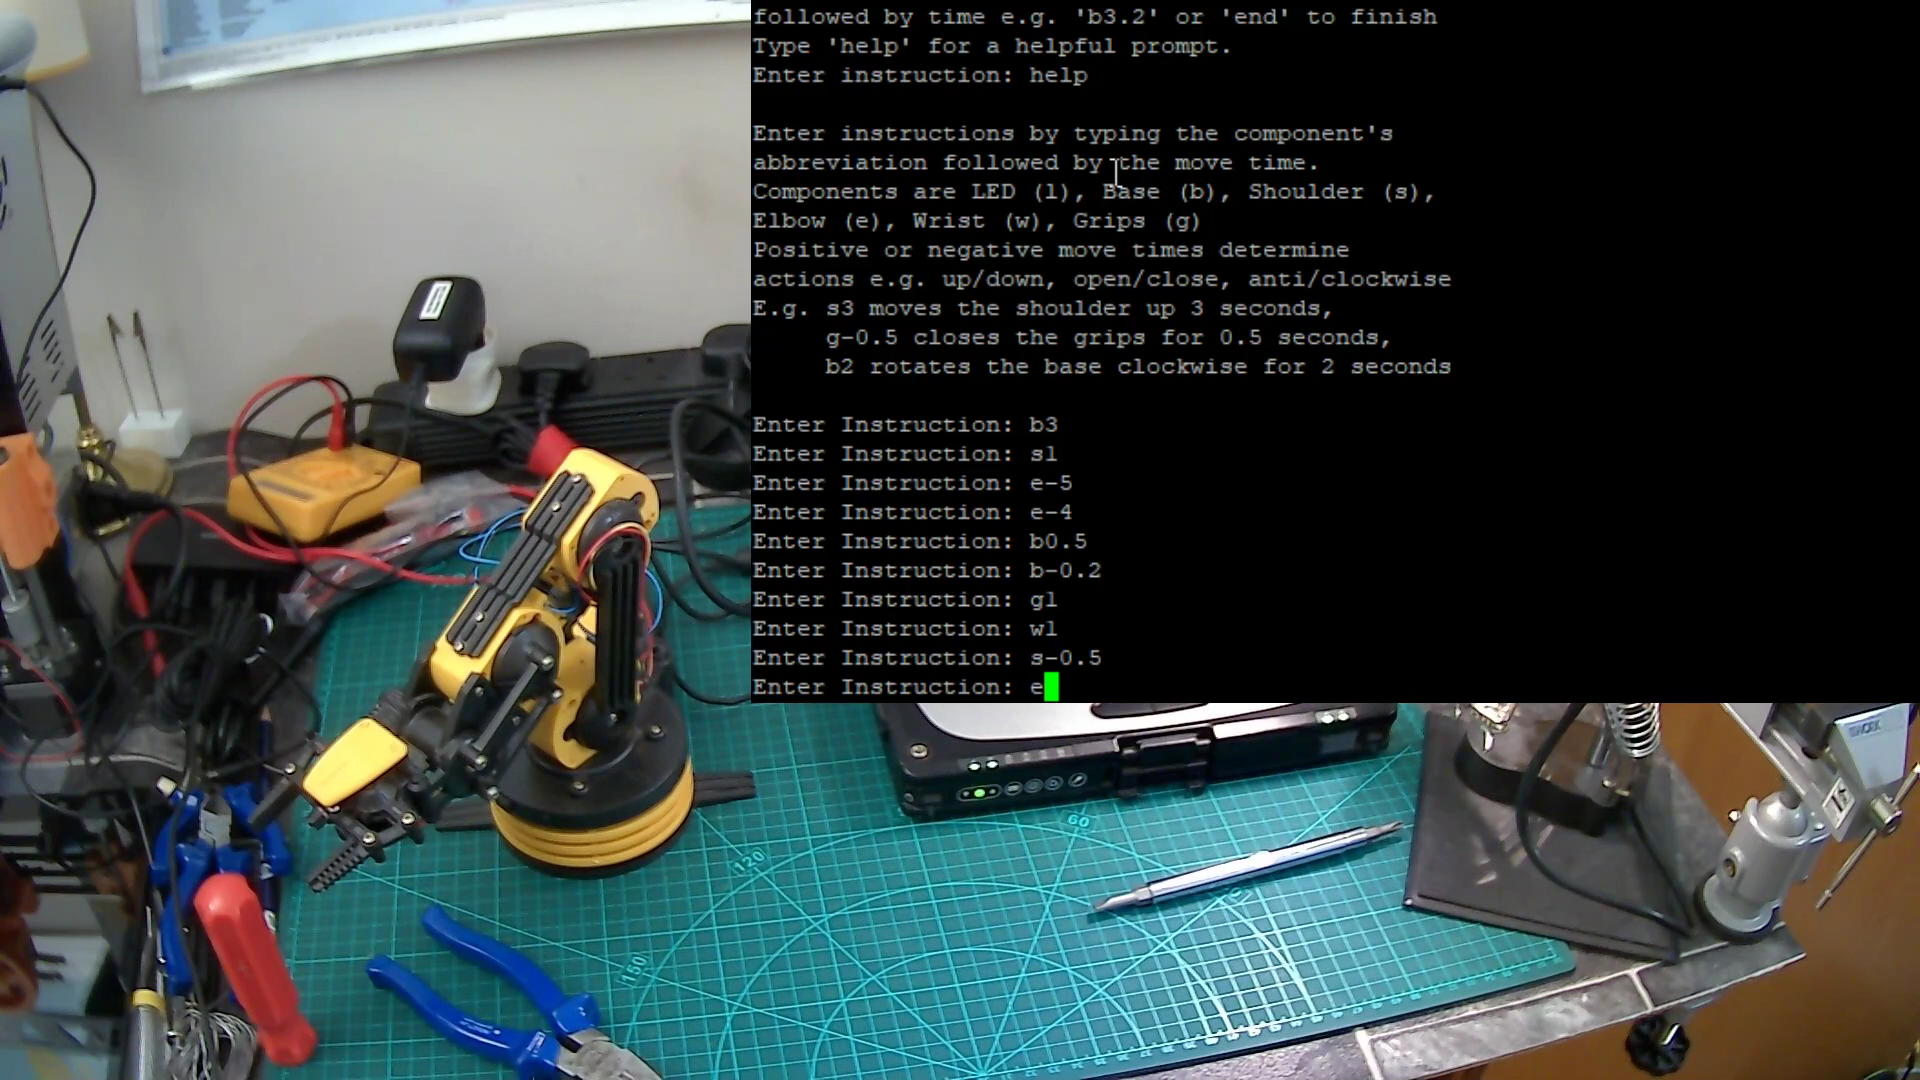 followed by time e.g. 'b3.2' or 'end' to finish
Type 'help' for a helpful prompt.
Enter instruction: help
Enter instructions by typing the component's
abbreviation followed by the move time.
Components are LED (l), Base (b), Shoulder (s),
Elbow (e), Wrist (w), Grips (g)
Positive or negative move times determine
actions e.g. up/down, open/close, anti/clockwise
E.g. s3 moves the shoulder up 3 seconds,
g-0.5 closes the grips for 0.5 seconds,
b2 rotates the base clockwise for 2 seconds
Enter Instruction: b3
Enter Instruction: s1
Enter Instruction: e-5
Enter Instruction: e-4
Enter Instruction: b0.5
Enter Instruction: b-0.2
Enter Instruction: g1
Enter Instruction: w1
Enter Instruction: s-0.5
Enter Instruction: e
60
120
150